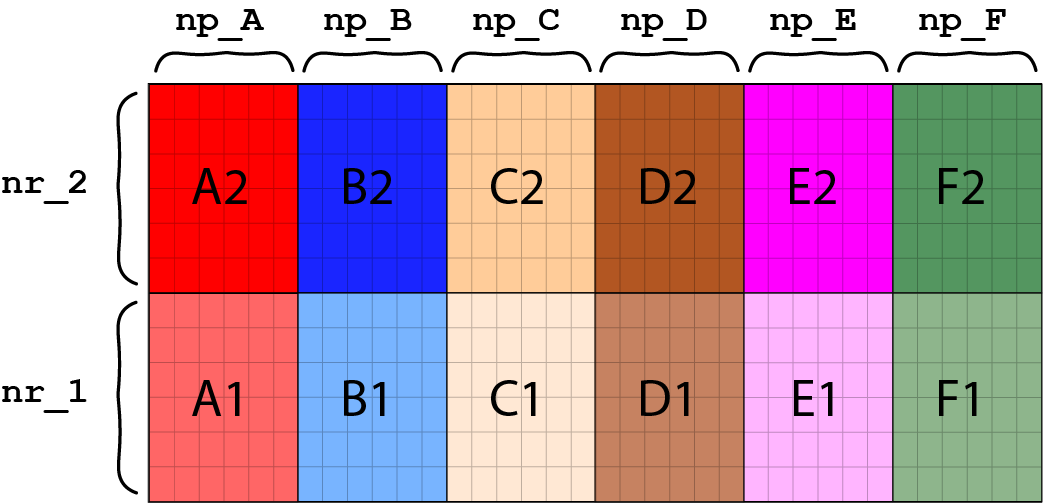 np_A np_B np_C np_D np_E np_F
nr_2 A2 B2 C2 D2 E2 F2
nr_1 A1 B1 C1 D1 E1 F1